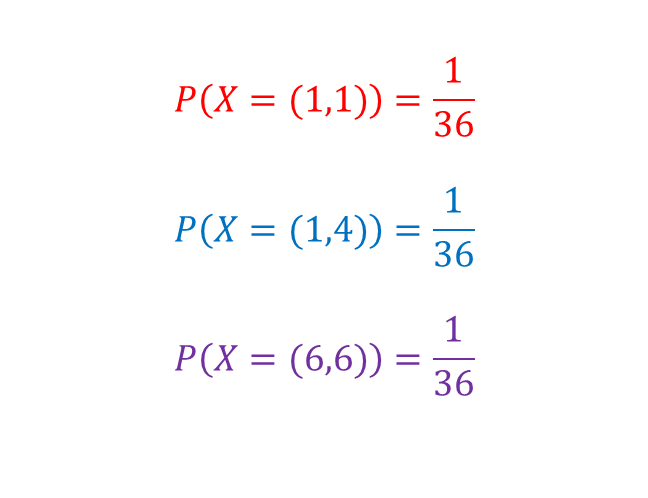 P(X = (1,1)) = 1/36
P(X = (1,4)) = 1/36
P(X = (6,6)) = 1/36